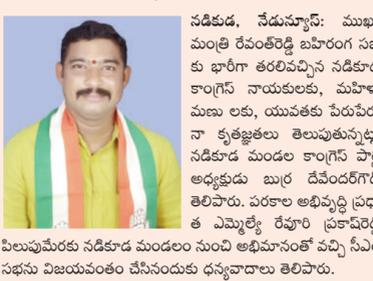 నడికూడ, నేడున్యూస్: ముఖ్య
మంత్రి రేవంత్‌రెడ్డి బహిరంగ సభ
కు భారీగా తరలివచ్చిన నడికూడ
కాంగ్రెస్ నాయకులకు, మహిళా
మణు లకు, యువతకు పేరుపేరు
నా కృతజ్ఞతలు తెలుపుతున్నట్లు
నడికూడ మండల కాంగ్రెస్ పార్టీ
అధ్యక్షుడు బుర్ర దేవేందర్‌గౌడ్
తెలిపారు. పరకాల అభివృద్ధి ప్రధా
త ఎమ్మెల్యే రేవూరి ప్రకాష్‌రెడ్డి
పిలుపుమేరకు నడికూడ మండలం నుంచి అభిమానంతో వచ్చి సీఎం
సభను విజయవంతం చేసినందుకు ధన్యవాదాలు తెలిపారు.